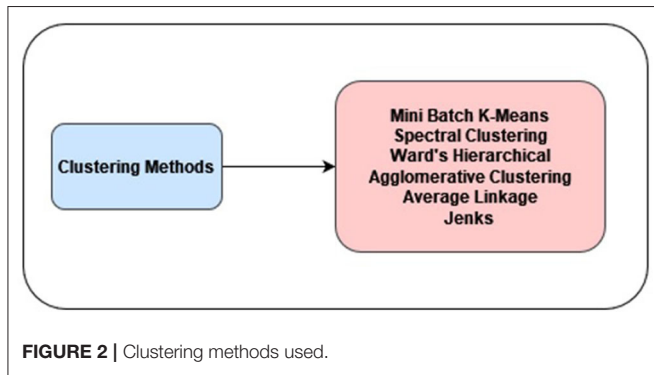 Clustering Methods
Mini Batch K-Means
Spectral Clustering
Ward's Hierarchical
Agglomerative Clustering
Average Linkage
Jenks
FIGURE 2 | Clustering methods used.